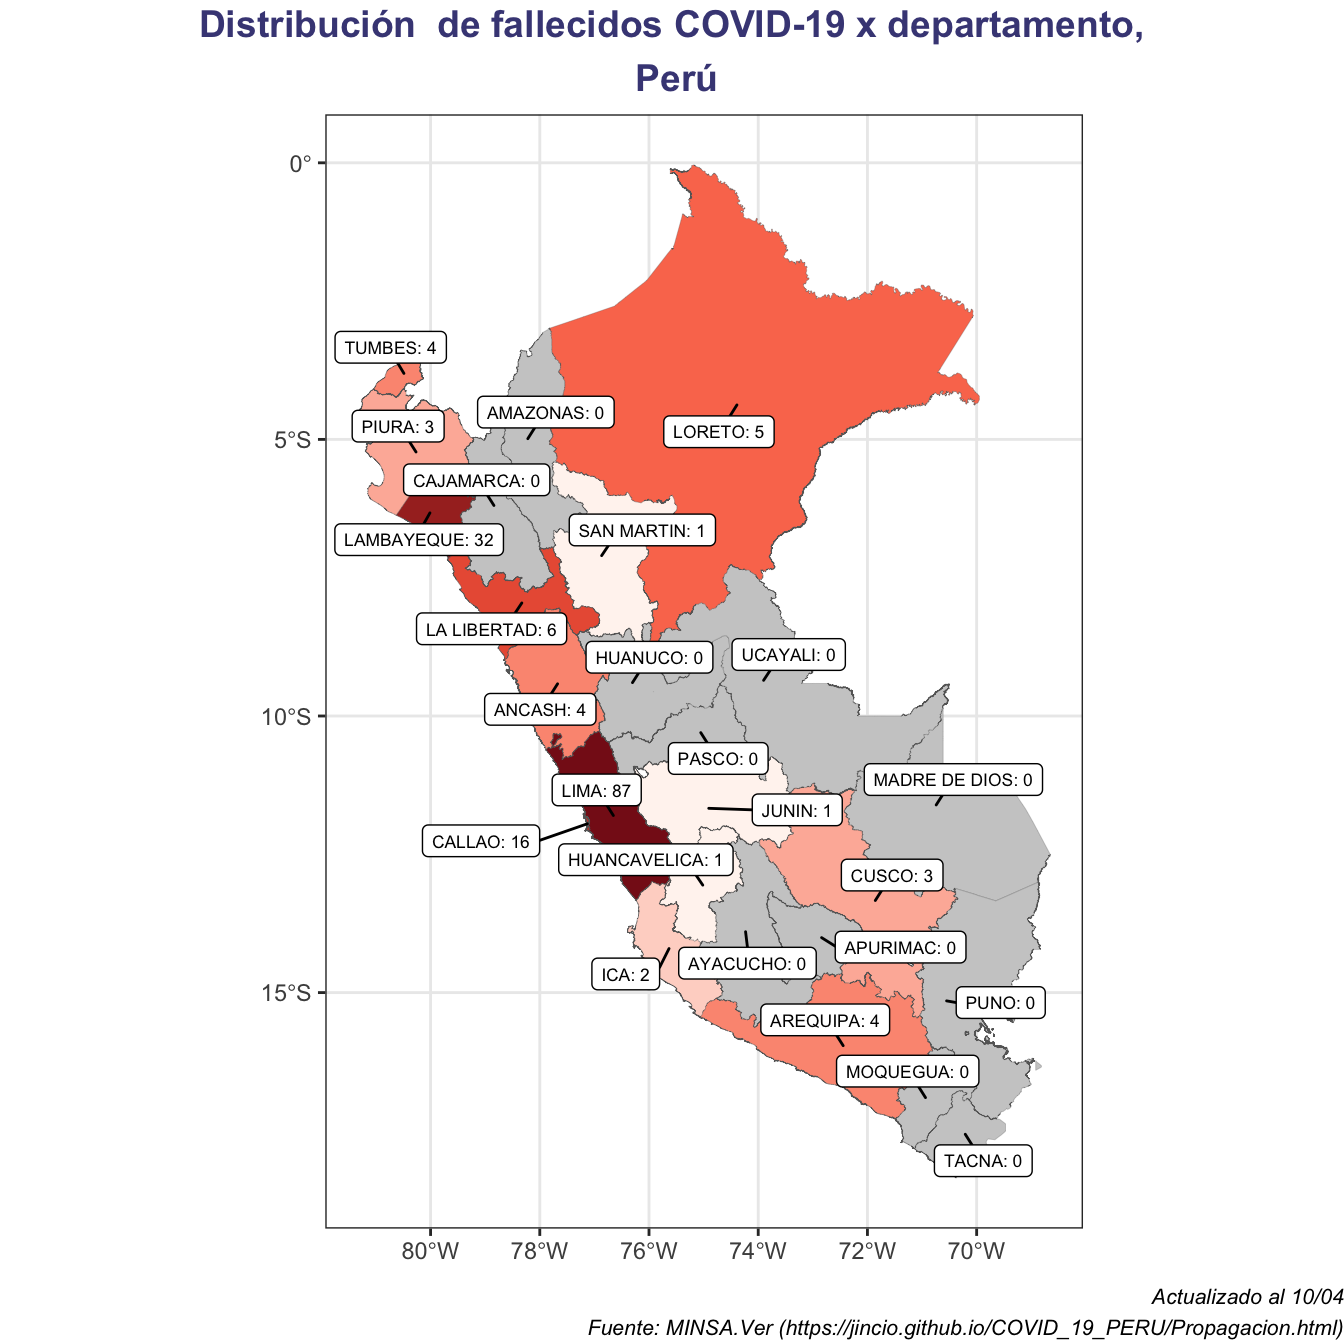 Distribución  de fallecidos COVID-19 x departamento,
Perú
0°
5°S
10°S
15°S
TUMBES: 4
AMAZONAS: 0
PIURA: 3
LORETO: 5
CAJAMARCA: 0
SAN MARTIN: 1
LAMBAYEQUE: 32
LA LIBERTAD: 6
HUANUCO: 0
UCAYALI: 0
ANCASH: 4
PASCO: 0
MADRE DE DIOS: 0
LIMA: 87
JUNIN: 1
CALLAO: 16
HUANCAVELICA: 1
CUSCO: 3
APURIMAC: 0
AYACUCHO: 0
ICA: 2
PUNO: 0
AREQUIPA: 4
MOQUEGUA: 0
TACNA: 0
80°W 78°W 76°W 74°W 72°W 70°W
Actualizado al 10/04
Fuente: MINSA.Ver (https://jincio.github.io/COVID_19_PERU/Propagacion.html)